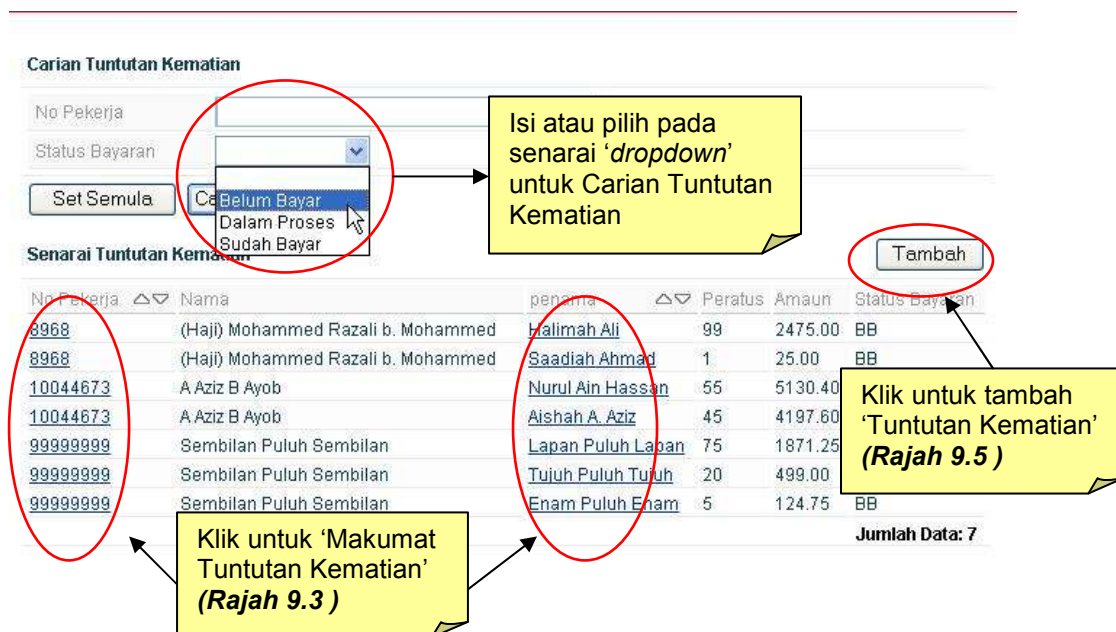 Carian Tuntutan Kematian
No Pekerja
Status Bayaran
Isi atau pilih pada
senarai ‘dropdown’
untuk Carian Tuntutan
Kematian
Set Semula
Belum Bayar
Dalam Proses
Sudah Bayar
Senarai Tuntutan Kematian
Tambah
No Pekerja Nama penama Peratus Amaun Status Bayaran
8968 (Haji) Mohammed Razali b. Mohammed Halimah Ali 99 2475.00 BB
8968 (Haji) Mohammed Razali b. Mohammed Saadiah Ahmad 1 25.00 BB
10044673 A Aziz B Ayob Nurul Ain Hassan 55 5130.40
10044673 A Aziz B Ayob Aishah A. Aziz 45 4197.60
99999999 Sembilan Puluh Sembilan Lapan Puluh Lapan 75 1871.25
99999999 Sembilan Puluh Sembilan Tujuh Puluh Tujuh 20 499.00
99999999 Sembilan Puluh Sembilan Enam Puluh Enam 5 124.75 BB
Klik untuk tambah
‘Tuntutan Kematian’
(Rajah 9.5 )
Jumlah Data: 7
Klik untuk ‘Makumat
Tuntutan Kematian’
(Rajah 9.3 )